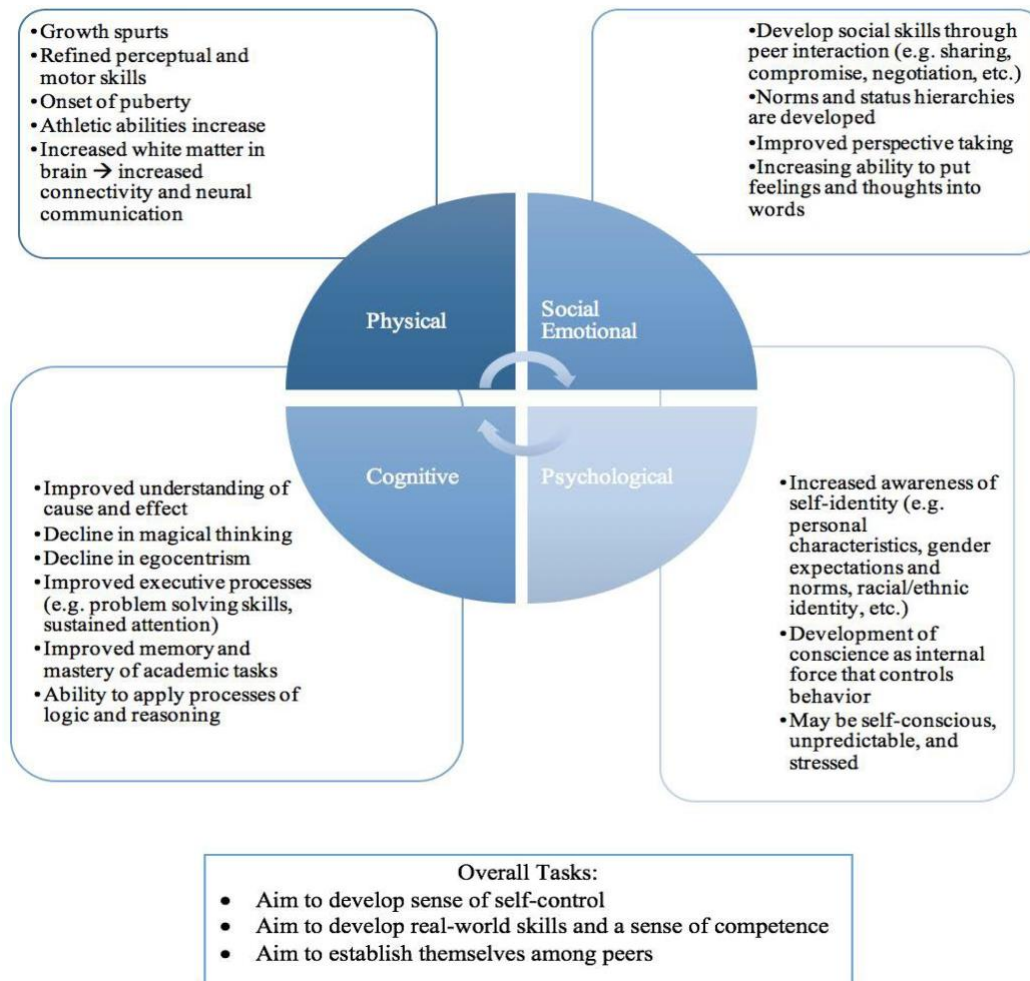 •Growth spurts
•Refined perceptual and
motor skills
•Onset of puberty
•Athletic abilities increase
•Increased white matter in
brain → increased
connectivity and neural
communication
•Develop social skills through
peer interaction (e.g. sharing,
compromise, negotiation, etc.)
•Norms and status hierarchies
are developed
•Improved perspective taking
•Increasing ability to put
feelings and thoughts into
words
Physical
Social
Emotional
Cognitive
Psychological
•Improved understanding of
cause and effect
•Decline in magical thinking
•Decline in egocentrism
•Improved executive processes
(e.g. problem solving skills,
sustained attention)
•Improved memory and
mastery of academic tasks
•Ability to apply processes of
logic and reasoning
•Increased awareness of
self-identity (e.g.
personal
characteristics, gender
expectations and
norms, racial/ethnic
identity, etc.)
•Development of
conscience as internal
force that controls
behavior
•May be self-conscious,
unpredictable, and
stressed
Overall Tasks:
• Aim to develop sense of self-control
• Aim to develop real-world skills and a sense of competence
• Aim to establish themselves among peers